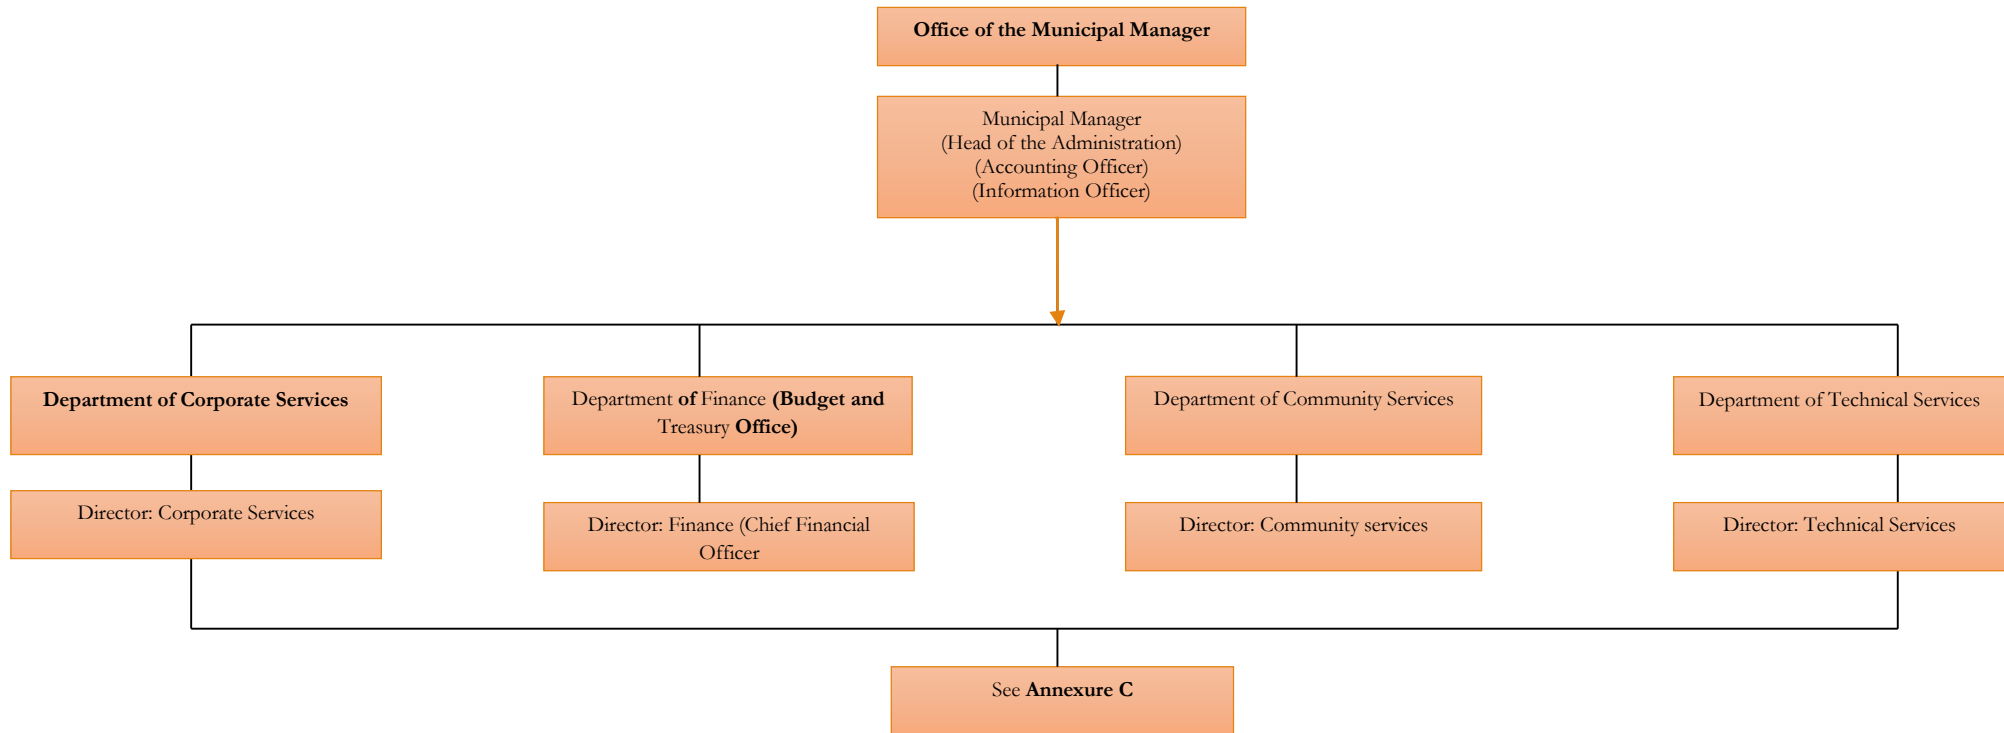 Office of the Municipal Manager
Municipal Manager
(Head of the Administration)
(Accounting Officer)
(Information Officer)
Department of Corporate Services
Department of Finance (Budget and
Treasury Office)
Department of Community Services
Department of Technical Services
Director: Corporate Services
Director: Finance (Chief Financial
Officer
Director: Community services
Director: Technical Services
See Annexure C